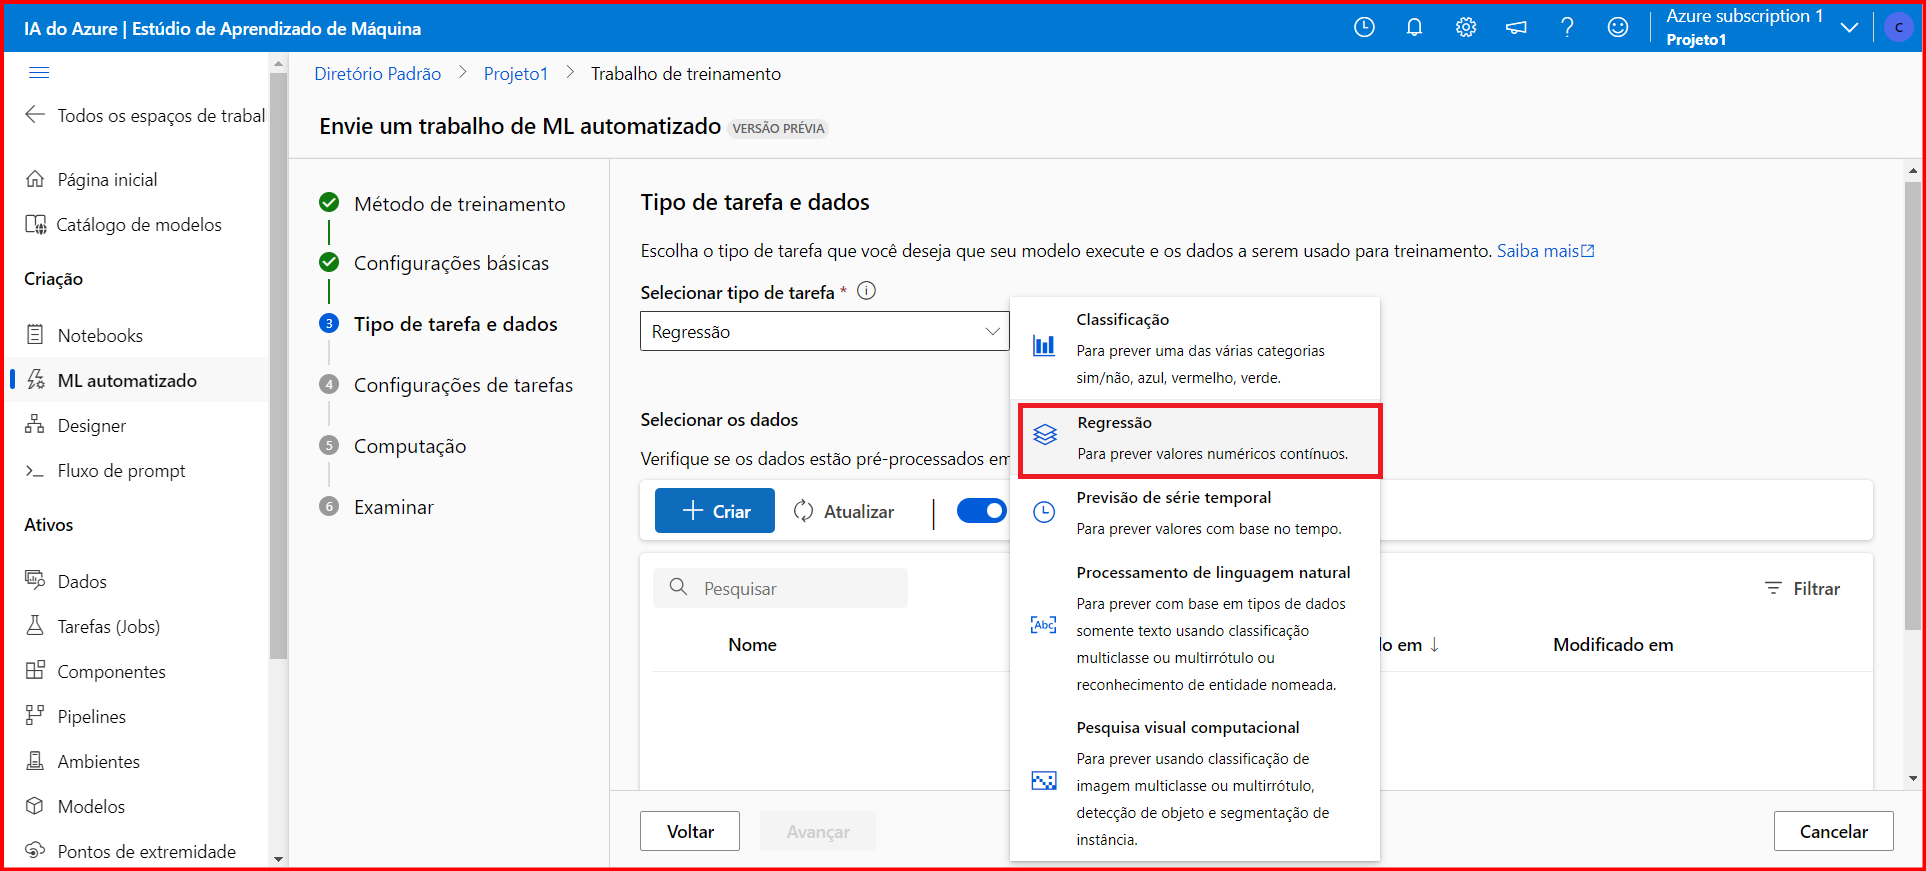 IA do Azure | Estúdio de Aprendizado de Máquina
Azure subscription 1
Projeto1
C
Todos os espaços de trabal
Página inicial
Catálogo de modelos
Criação
Notebooks
ML automatizado
Designer
Fluxo de prompt
Ativos
Dados
Tarefas (Jobs)
Componentes
Pipelines
Ambientes
Modelos
Pontos de extremidade
Diretório Padrão > Projeto1 > Trabalho de treinamento
Envie um trabalho de ML automatizado VERSÃO PRÉVIA
Método de treinamento
Configurações básicas
3 Tipo de tarefa e dados
4 Configurações de tarefas
5 Computação
6 Examinar
Tipo de tarefa e dados
Escolha o tipo de tarefa que você deseja que seu modelo execute e os dados a serem usado para treinamento. Saiba mais
Selecionar tipo de tarefa *
Regressão
Selecionar os dados
Verifique se os dados estão pré-processados em
Criar
Atualizar
Pesquisar
Filtrar
Nome
o em ↓
Modificado em
Classificação
Para prever uma das várias categorias
sim/não, azul, vermelho, verde.
Regressão
Para prever valores numéricos contínuos.
Previsão de série temporal
Para prever valores com base no tempo.
Processamento de linguagem natural
Abc
Para prever com base em tipos de dados
somente texto usando classificação
multiclasse ou multirrótulo ou
reconhecimento de entidade nomeada.
Pesquisa visual computacional
Para prever usando classificação de
imagem multiclasse ou multirrótulo,
detecção de objeto e segmentação de
instância.
Voltar
Avançar
Cancelar